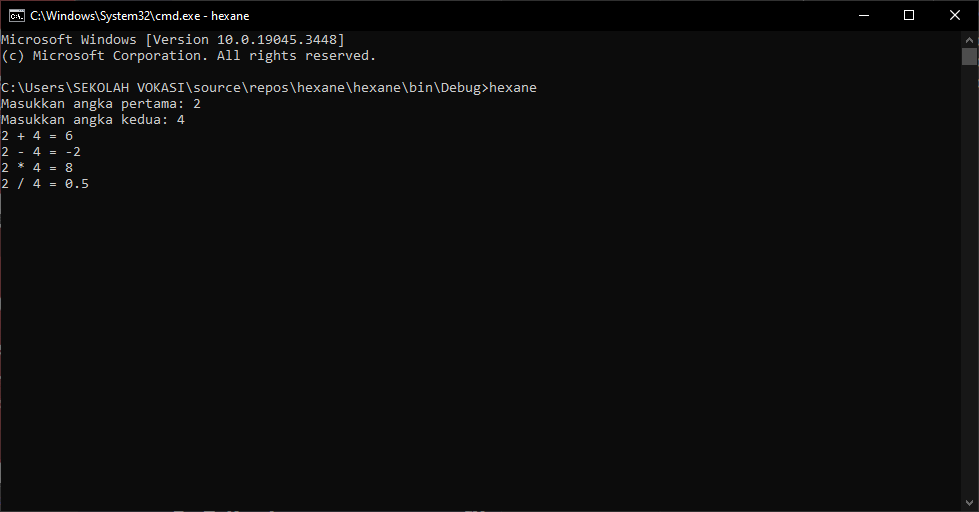 C:\Windows\System32\cmd.exe - hexane
Microsoft Windows [Version 10.0.19045.3448]
(c) Microsoft Corporation. All rights reserved.
C:\Users\SEKOLAH VOKASI\source\repos\hexane\hexane\bin\Debug>hexane
Masukkan angka pertama: 2
Masukkan angka kedua: 4
2 + 4 = 6
2 - 4 = -2
2 * 4 = 8
2 / 4 = 0.5